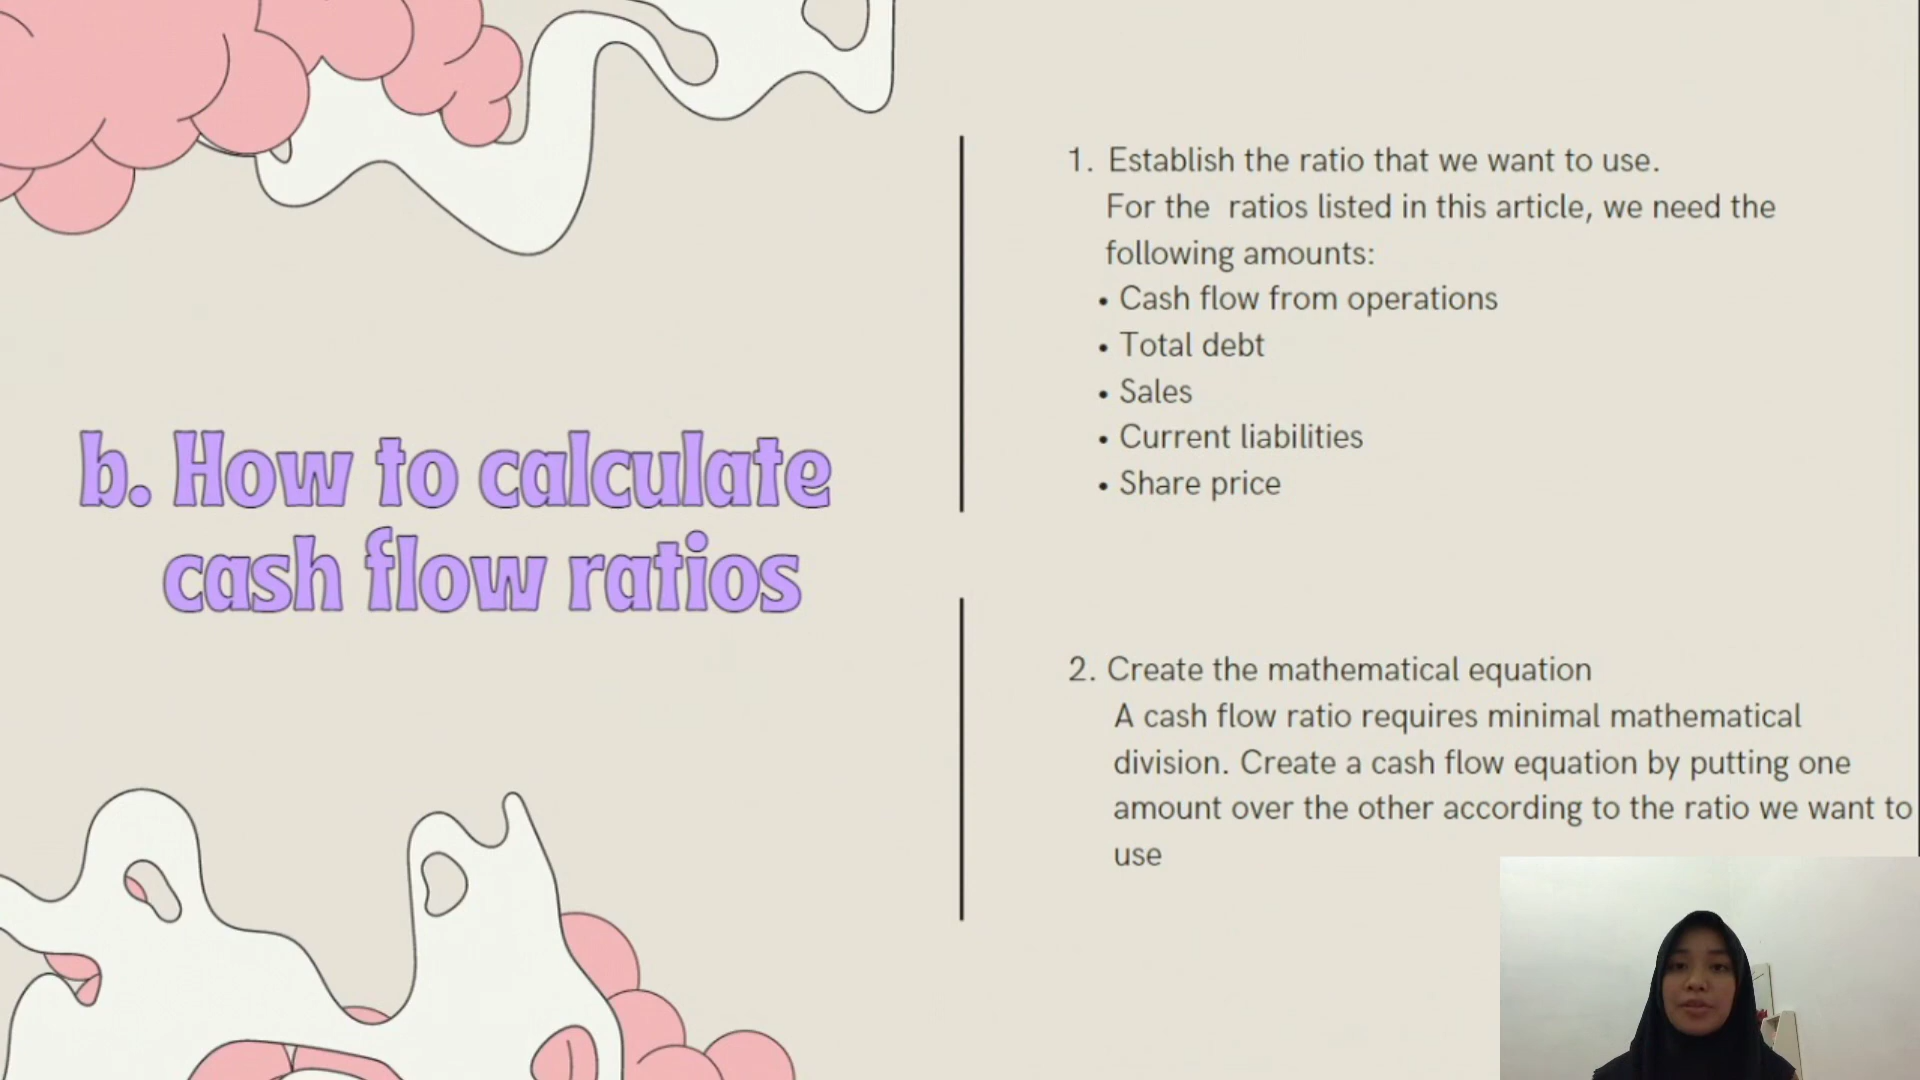 b. How to calculate
cash flow ratios
1. Establish the ratio that we want to use.
For the ratios listed in this article, we need the
following amounts:
• Cash flow from operations
• Total debt
• Sales
• Current liabilities
• Share price
2. Create the mathematical equation
A cash flow ratio requires minimal mathematical
division. Create a cash flow equation by putting one
amount over the other according to the ratio we want to
use